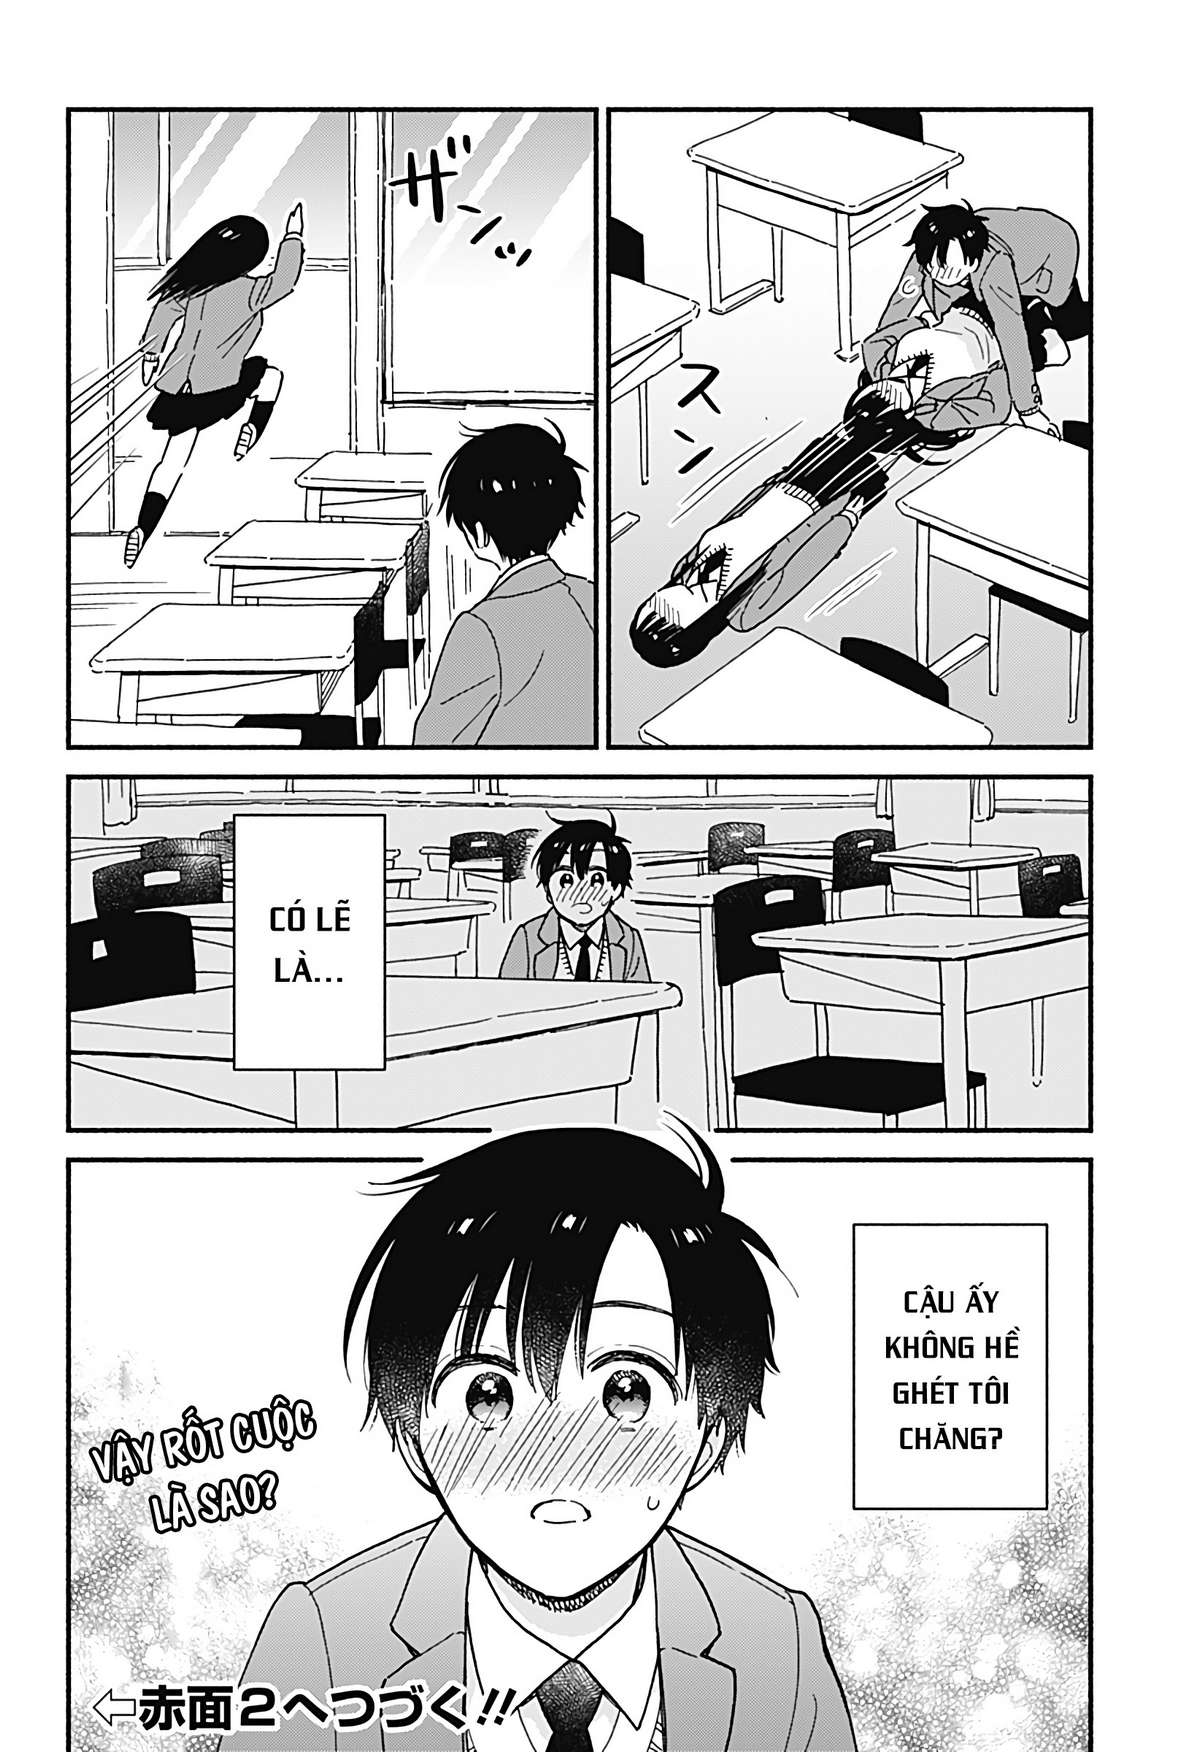 スン
ザンッ
CÓ LẼ
LÀ...
CẬU ẤY
KHÔNG HỀ
GHÉT TÔI
CHĂNG?
VẬY RỐT CUỘC
LÀ SAO?
⇦赤面2へつづく!!